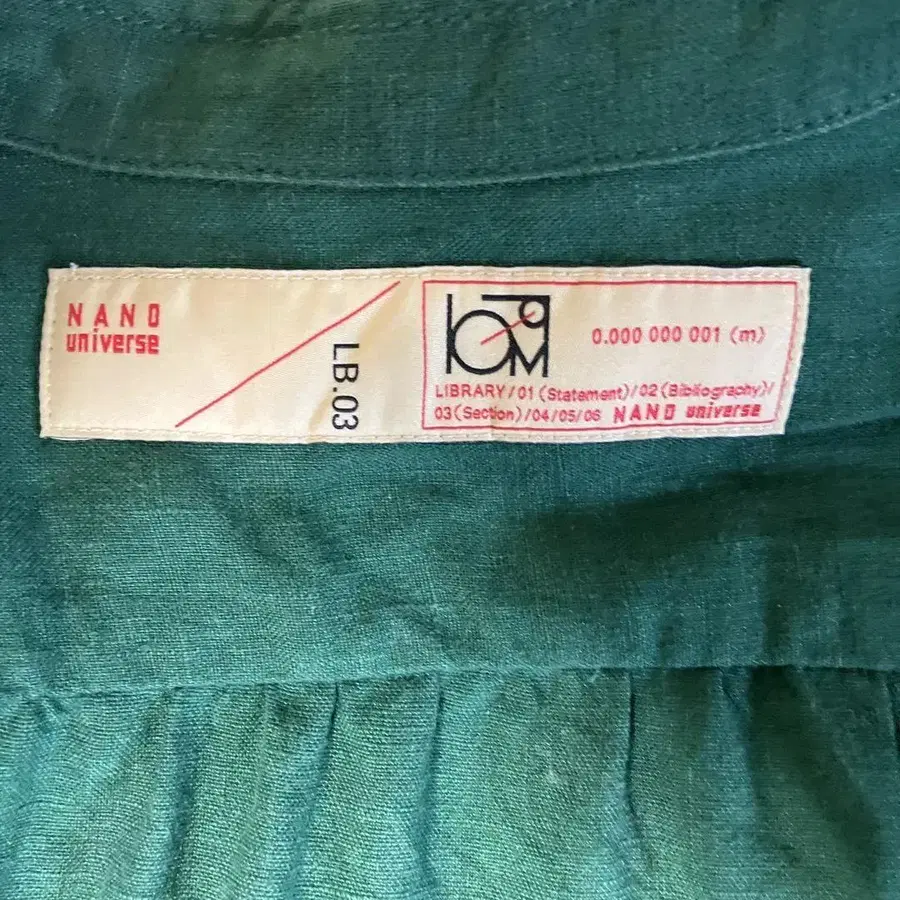 NANO
universe
LB.03
0.000 000 001 (m)
LIBRARY/01 (Statement)/02 (Bibliography)/
03 (Section)/04/05/06 NANO universe